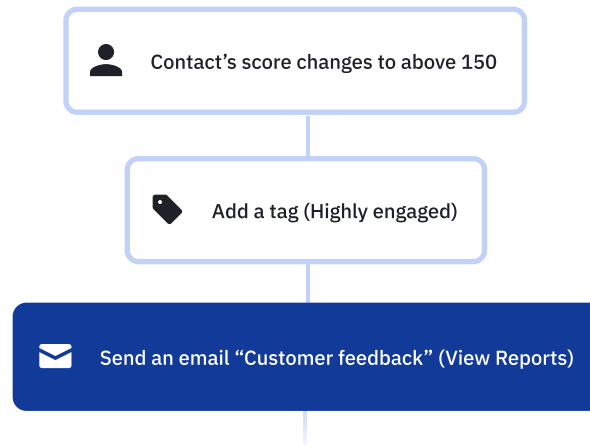 Contact’s score changes to above 150
Add a tag (Highly engaged)
Send an email “Customer feedback” (View Reports)